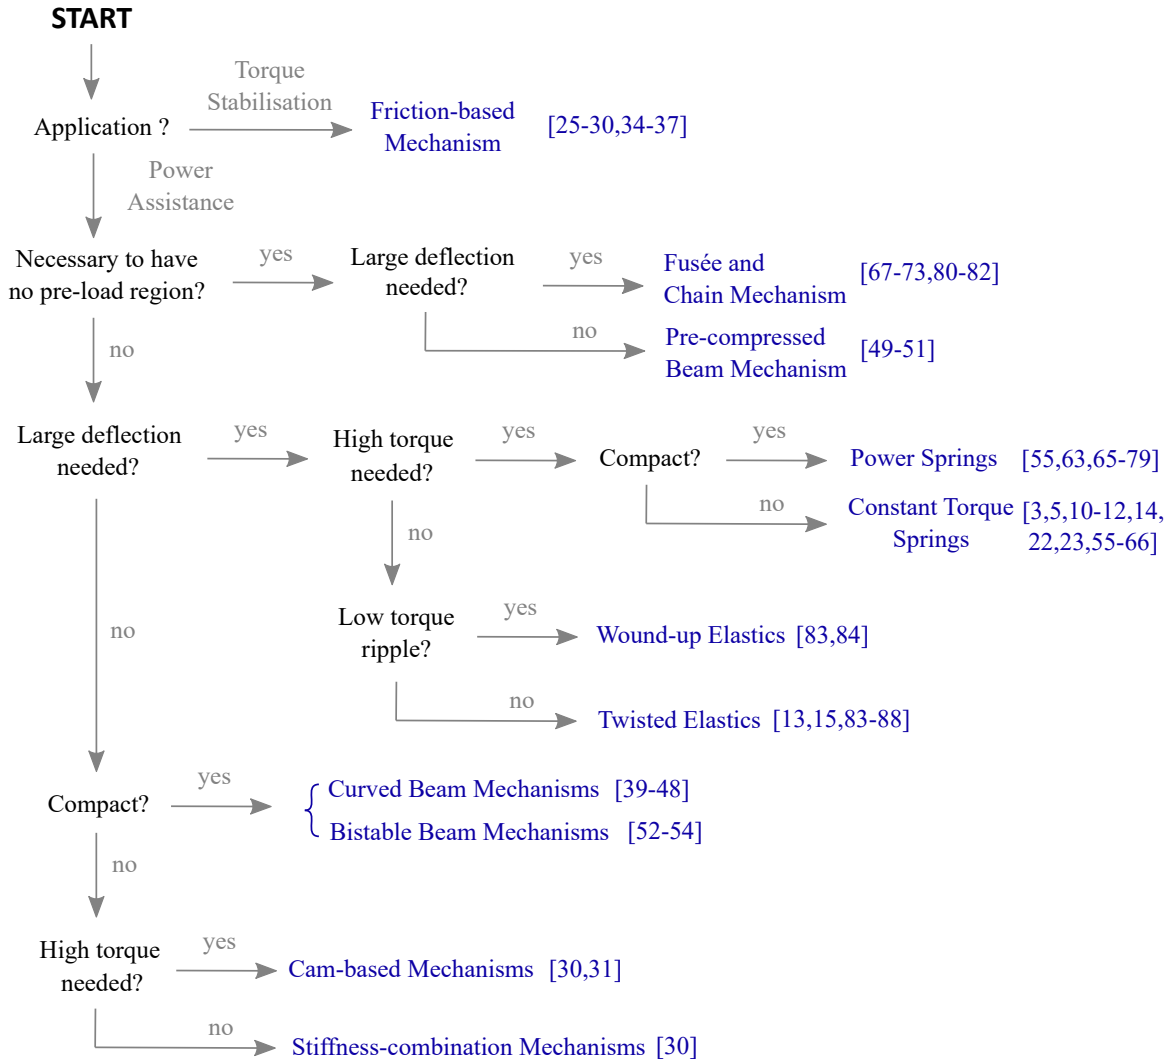 START
Torque
Stabilisation
Application ?
Friction-based
Mechanism
[25-30,34-37]
Power
Assistance
Necessary to have
no pre-load region?
yes
Large deflection
needed?
yes
Fusée and
Chain Mechanism
[67-73,80-82]
no
Pre-compressed
Beam Mechanism
[49-51]
no
Large deflection
needed?
yes
High torque
needed?
yes
Compact?
yes
Power Springs [55,63,65-79]
no
Constant Torque
Springs
[3,5,10-12,14,
22,23,55-66]
no
Low torque
ripple?
yes
Wound-up Elastics [83,84]
no
Twisted Elastics [13,15,83-88]
no
Compact?
yes
Curved Beam Mechanisms [39-48]
Bistable Beam Mechanisms [52-54]
no
High torque
needed?
yes
Cam-based Mechanisms [30,31]
no
Stiffness-combination Mechanisms [30]